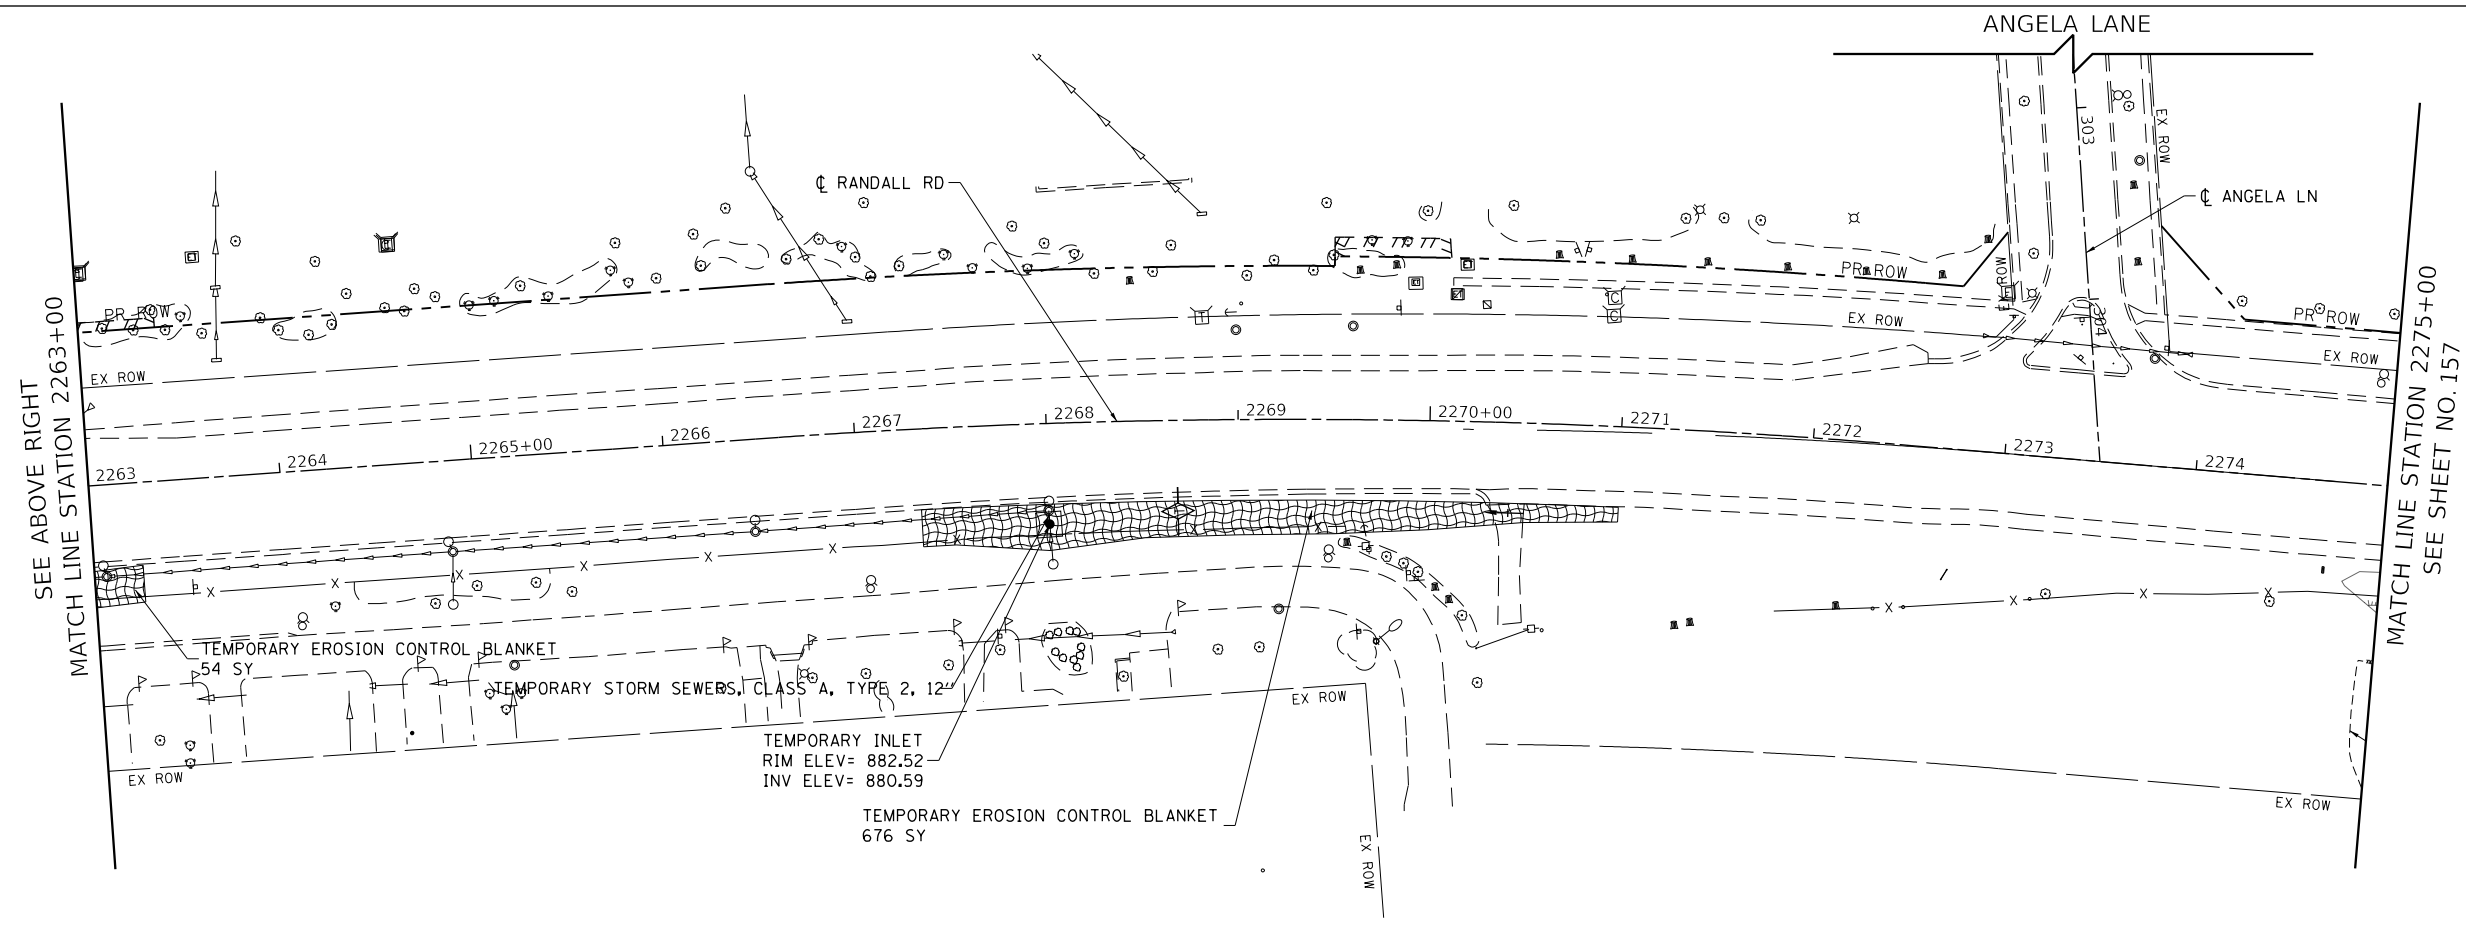 ANGELA LANE
303
EX ROW
℄ RANDALL RD
℄ ANGELA LN
PR ROW
EX ROW
304
PR ROW
PR ROW
EX ROW
EX ROW
EX ROW
SEE ABOVE RIGHT
MATCH LINE STATION 2263+00
2263
2264
2265+00
2266
2267
2268
2269
2270+00
2271
2272
2273
2274
MATCH LINE STATION 2275+00
SEE SHEET NO. 157
TEMPORARY EROSION CONTROL BLANKET
54 SY
TEMPORARY STORM SEWERS, CLASS A, TYPE 2, 12"
EX ROW
TEMPORARY INLET
RIM ELEV= 882.52
INV ELEV= 880.59
EX ROW
TEMPORARY EROSION CONTROL BLANKET
676 SY
EX ROW
EX ROW